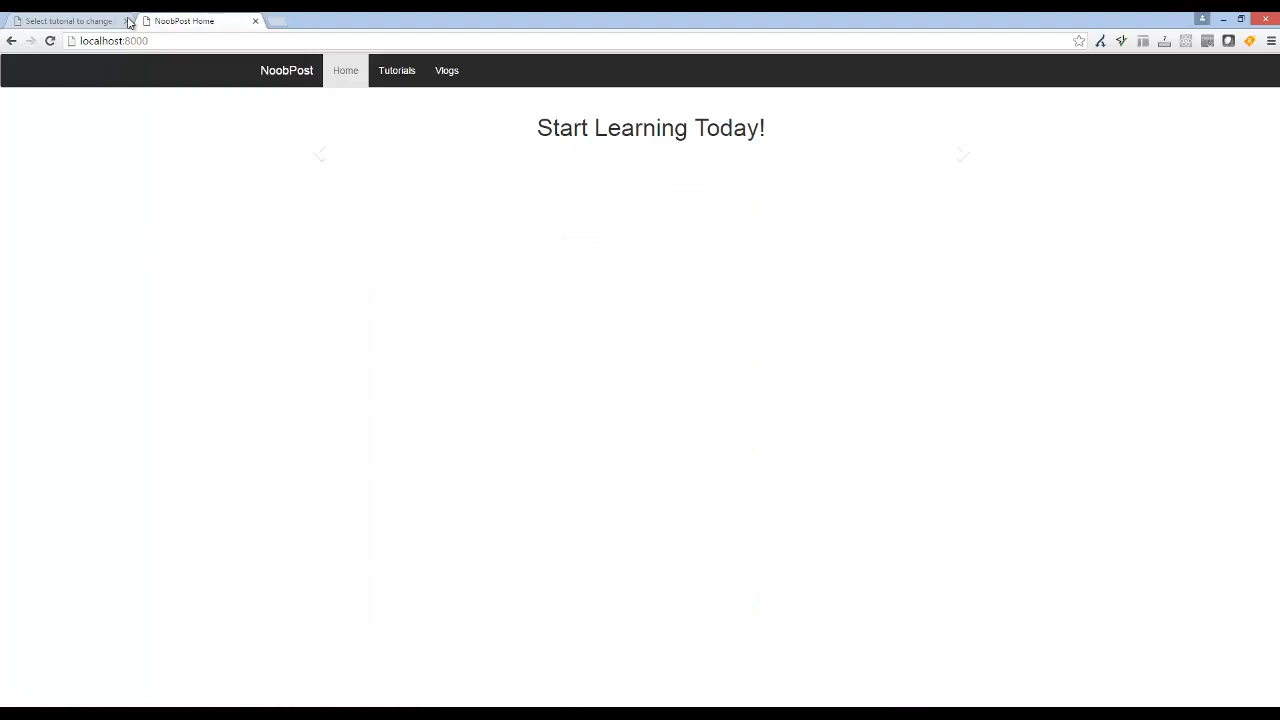 Select tutorial to change
NoobPost Home
localhost:8000
NoobPost Home Tutorials Vlogs
Start Learning Today!